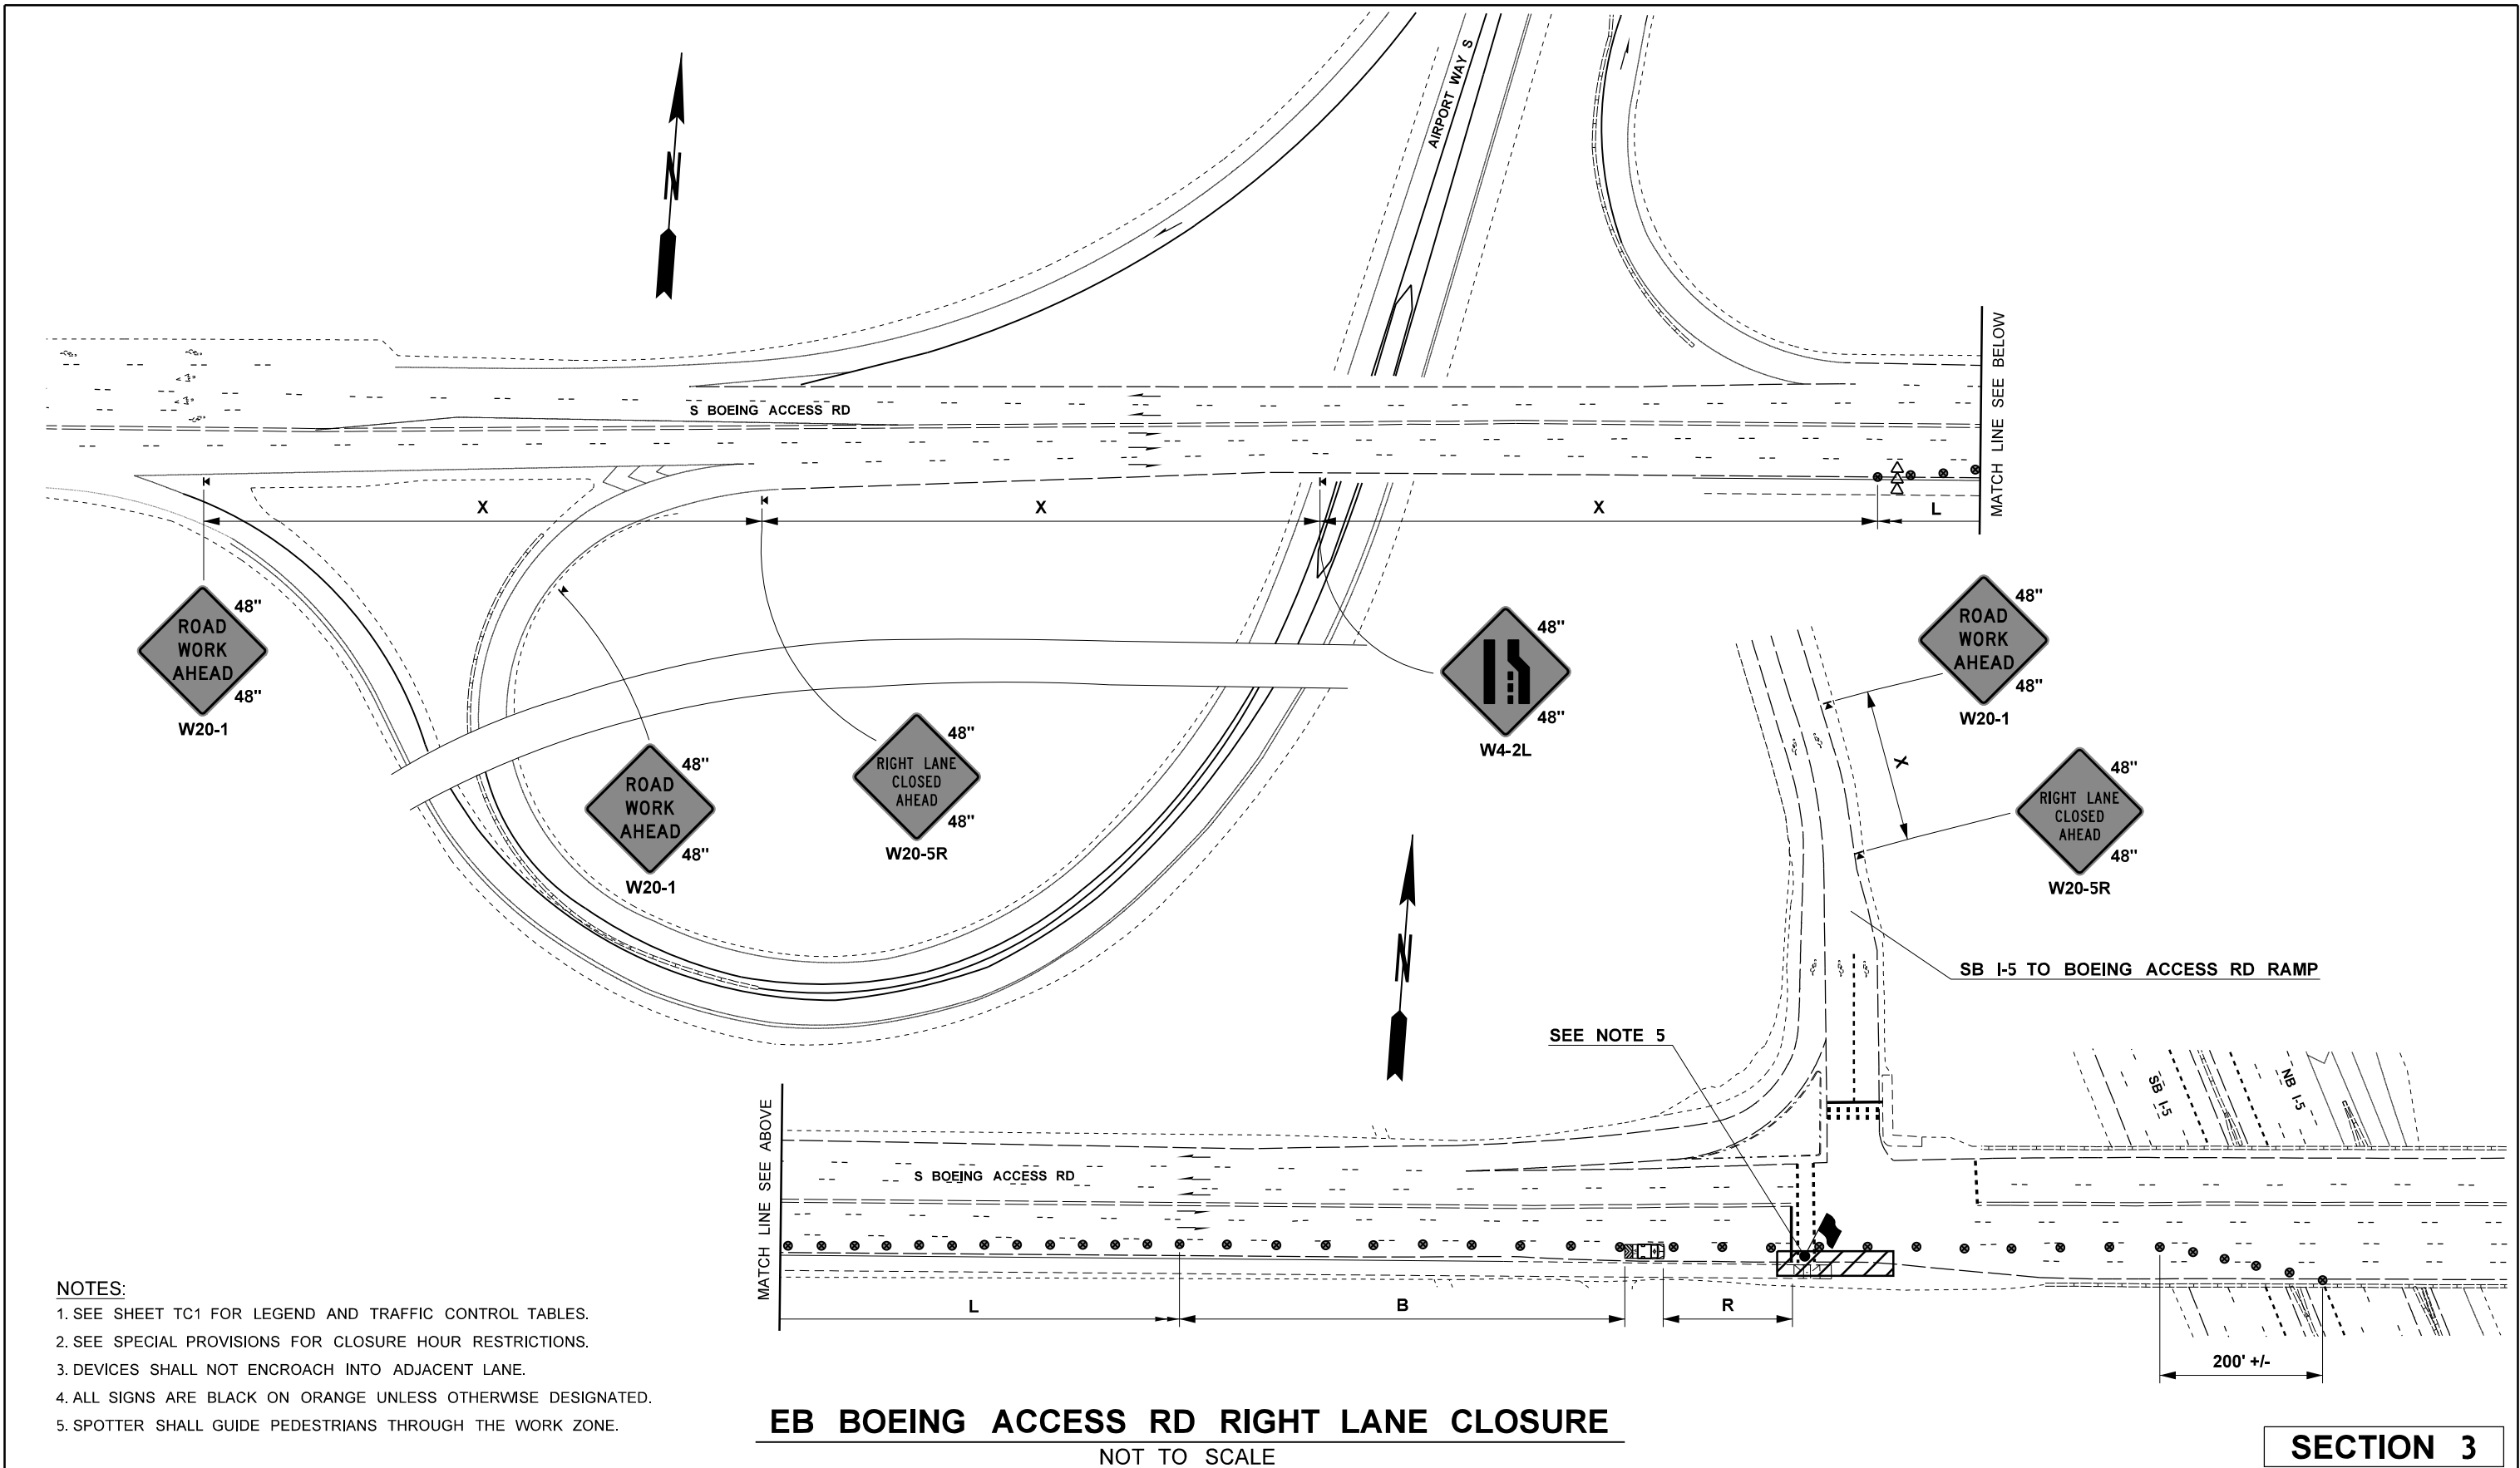 N
AIRPORT WAY S
S BOEING ACCESS RD
MATCH LINE SEE BELOW
X
X
X
L
ROAD
WORK
AHEAD
48"
48"
W20-1
ROAD
WORK
AHEAD
48"
48"
W20-1
RIGHT LANE
CLOSED
AHEAD
48"
48"
W20-5R
48"
48"
W4-2L
ROAD
WORK
AHEAD
48"
48"
W20-1
X
RIGHT LANE
CLOSED
AHEAD
48"
48"
W20-5R
SB I-5 TO BOEING ACCESS RD RAMP
N
SEE NOTE 5
SB I-5
NB I-5
MATCH LINE SEE ABOVE
S BOEING ACCESS RD
L
B
R
200' +/-
NOTES:
1. SEE SHEET TC1 FOR LEGEND AND TRAFFIC CONTROL TABLES.
2. SEE SPECIAL PROVISIONS FOR CLOSURE HOUR RESTRICTIONS.
3. DEVICES SHALL NOT ENCROACH INTO ADJACENT LANE.
4. ALL SIGNS ARE BLACK ON ORANGE UNLESS OTHERWISE DESIGNATED.
5. SPOTTER SHALL GUIDE PEDESTRIANS THROUGH THE WORK ZONE.
EB BOEING ACCESS RD RIGHT LANE CLOSURE
NOT TO SCALE
SECTION 3